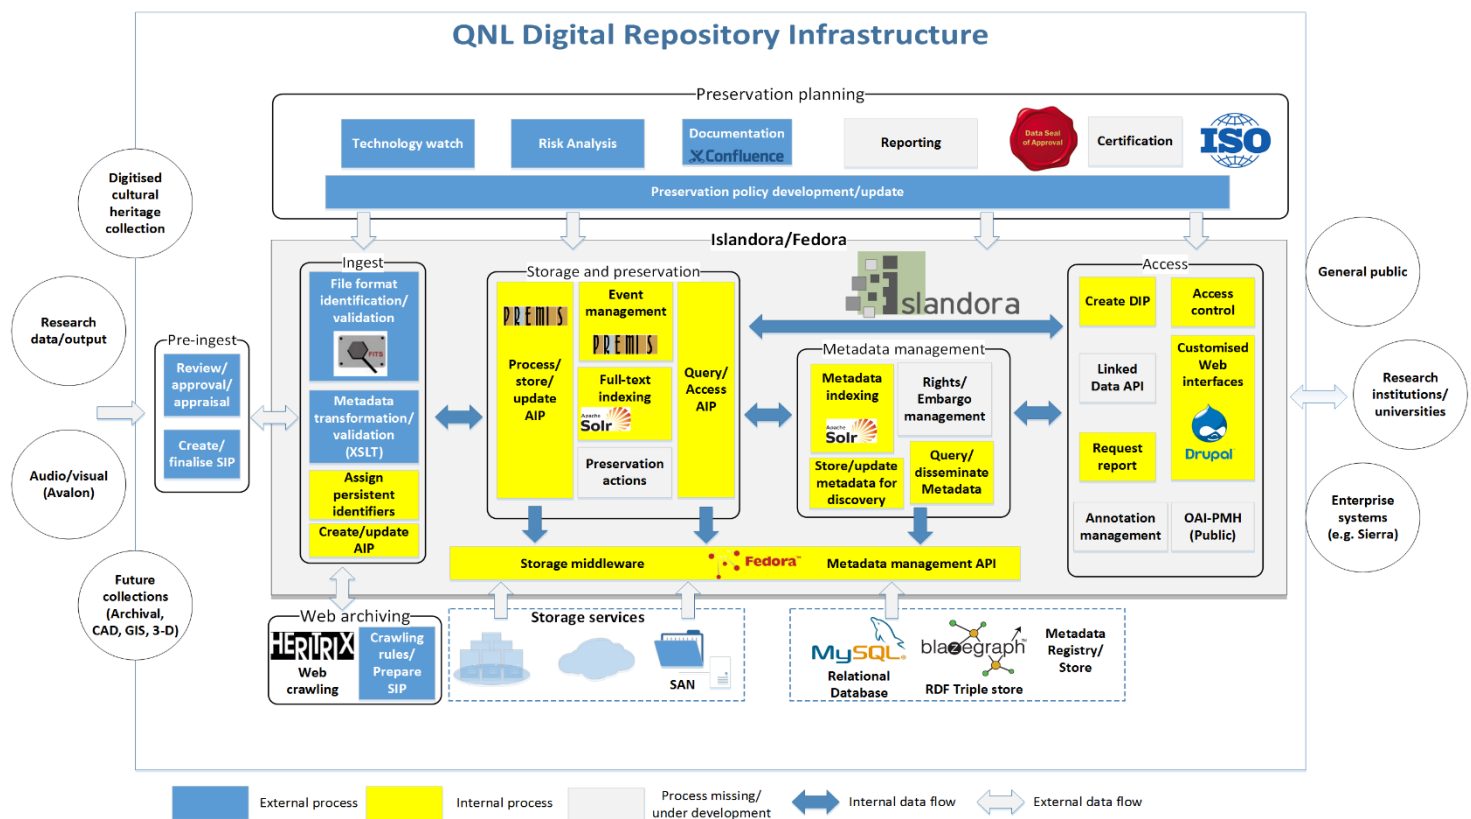 QNL Digital Repository Infrastructure
Preservation planning
Technology watch
Risk Analysis
Documentation
Confluence
Reporting
Data Seal
of Approval
Certification
ISO
Preservation policy development/update
Digitised
cultural
heritage
collection
Research
data/output
Audio/visual
(Avalon)
Future
collections
(Archival,
CAD, GIS, 3-D)
Pre-ingest
Review/
approval/
appraisal
Create/
finalise SIP
Islandora/Fedora
Ingest
File format
identification/
validation
FITS
Metadata
transformation/
validation
(XSLT)
Assign
persistent
identifiers
Create/update
AIP
Storage and preservation
PREMIS
Process/
store/
update
AIP
Event
management
PREMIS
Full-text
indexing
Apache
Solr
Preservation
actions
Query/
Access
AIP
islandora
Metadata management
Metadata
indexing
Apache
Solr
Rights/
Embargo
management
Store/update
metadata for
discovery
Query/
disseminate
Metadata
Access
Create DIP
Access
control
Linked
Data API
Customised
Web
interfaces
Drupal
Request
report
Annotation
management
OAI-PMH
(Public)
Storage middleware
Fedora™
Metadata management API
Web archiving
HERITRIX
Web
crawling
Crawling
rules/
Prepare
SIP
Storage services
SAN
MySQL®
Relational
Database
blazegraph™
RDF Triple store
Metadata
Registry/
Store
General public
Research
institutions/
universities
Enterprise
systems
(e.g. Sierra)
External process
Internal process
Process missing/
under development
Internal data flow
External data flow